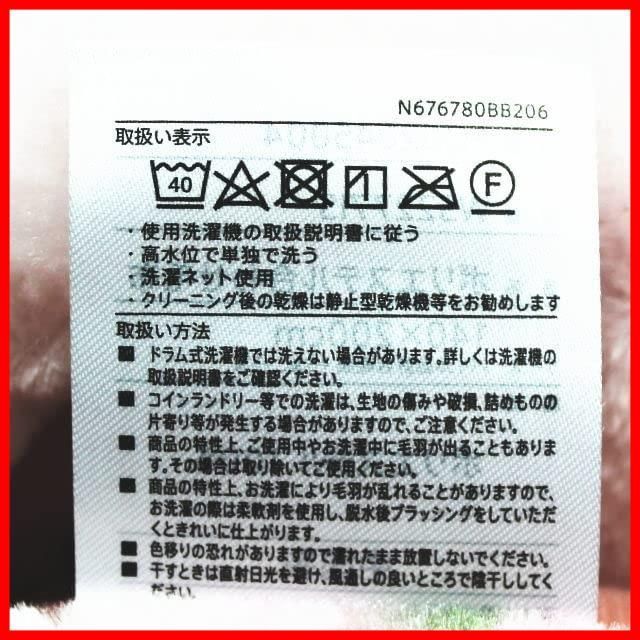 N676780BB206
取扱い表示
40
F
・使用洗濯機の取扱説明書に従う
・高水位で単独で洗う
・洗濯ネット使用
・クリーニング後の乾燥は静止型乾燥機等をお勧めします
取扱い方法
■ ドラム式洗濯機では洗えない場合があります。詳しくは洗濯機の
取扱説明書をご確認ください。
■ コインランドリー等での洗濯は、生地の傷みや破損、詰めものの
片寄り等が発生する場合がありますので、ご注意ください。
■ 商品の特性上、ご使用中やお洗濯中に毛羽が出ることもありま
す。その場合は取り除いてご使用ください。
■ 商品の特性上、お洗濯により毛羽が乱れることがありますので、
お洗濯の際は柔軟剤を使用し、脱水後ブラッシングをしていただ
くときれいに仕上がります。
■ 色移りの恐れがありますので濡れたまま放置しないでください。
■ 干すときは直射日光を避け、風通しの良いところで陰干ししてく
ださい。